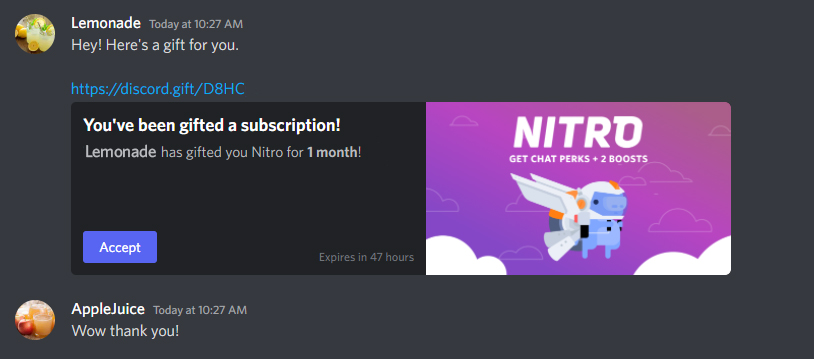 Lemonade Today at 10:27 AM
Hey! Here's a gift for you.
https://discord.gift/D8HC
You've been gifted a subscription!
Lemonade has gifted you Nitro for 1 month!
Accept
Expires in 47 hours
NITRO
GET CHAT PERKS + 2 BOOSTS
AppleJuice Today at 10:27 AM
Wow thank you!